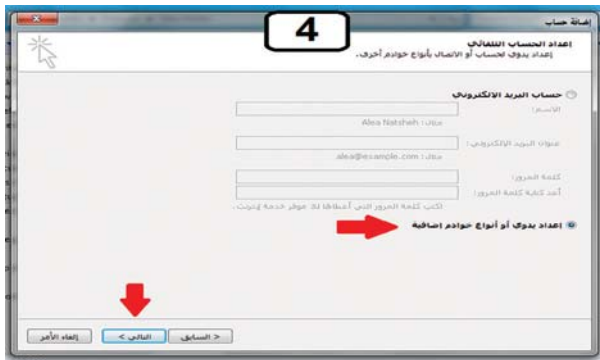 4
إضافة حساب
إعداد الحساب التلقائي
إعداد يدوي لحساب أو الاتصال بأنواع خوادم أخرى.
حساب البريد الالكتروني
الاسم:
مثال: Alea Natsheh
عنوان البريد الإلكتروني:
مثال: alea@example.com
كلمة المرور:
أعد كتابة كلمة المرور:
اكتب كلمة المرور التي أعطاها لك موفر خدمة إنترنت.
إعداد يدوي أو أنواع خوادم إضافية
< السابق
التالي >
إلغاء الأمر